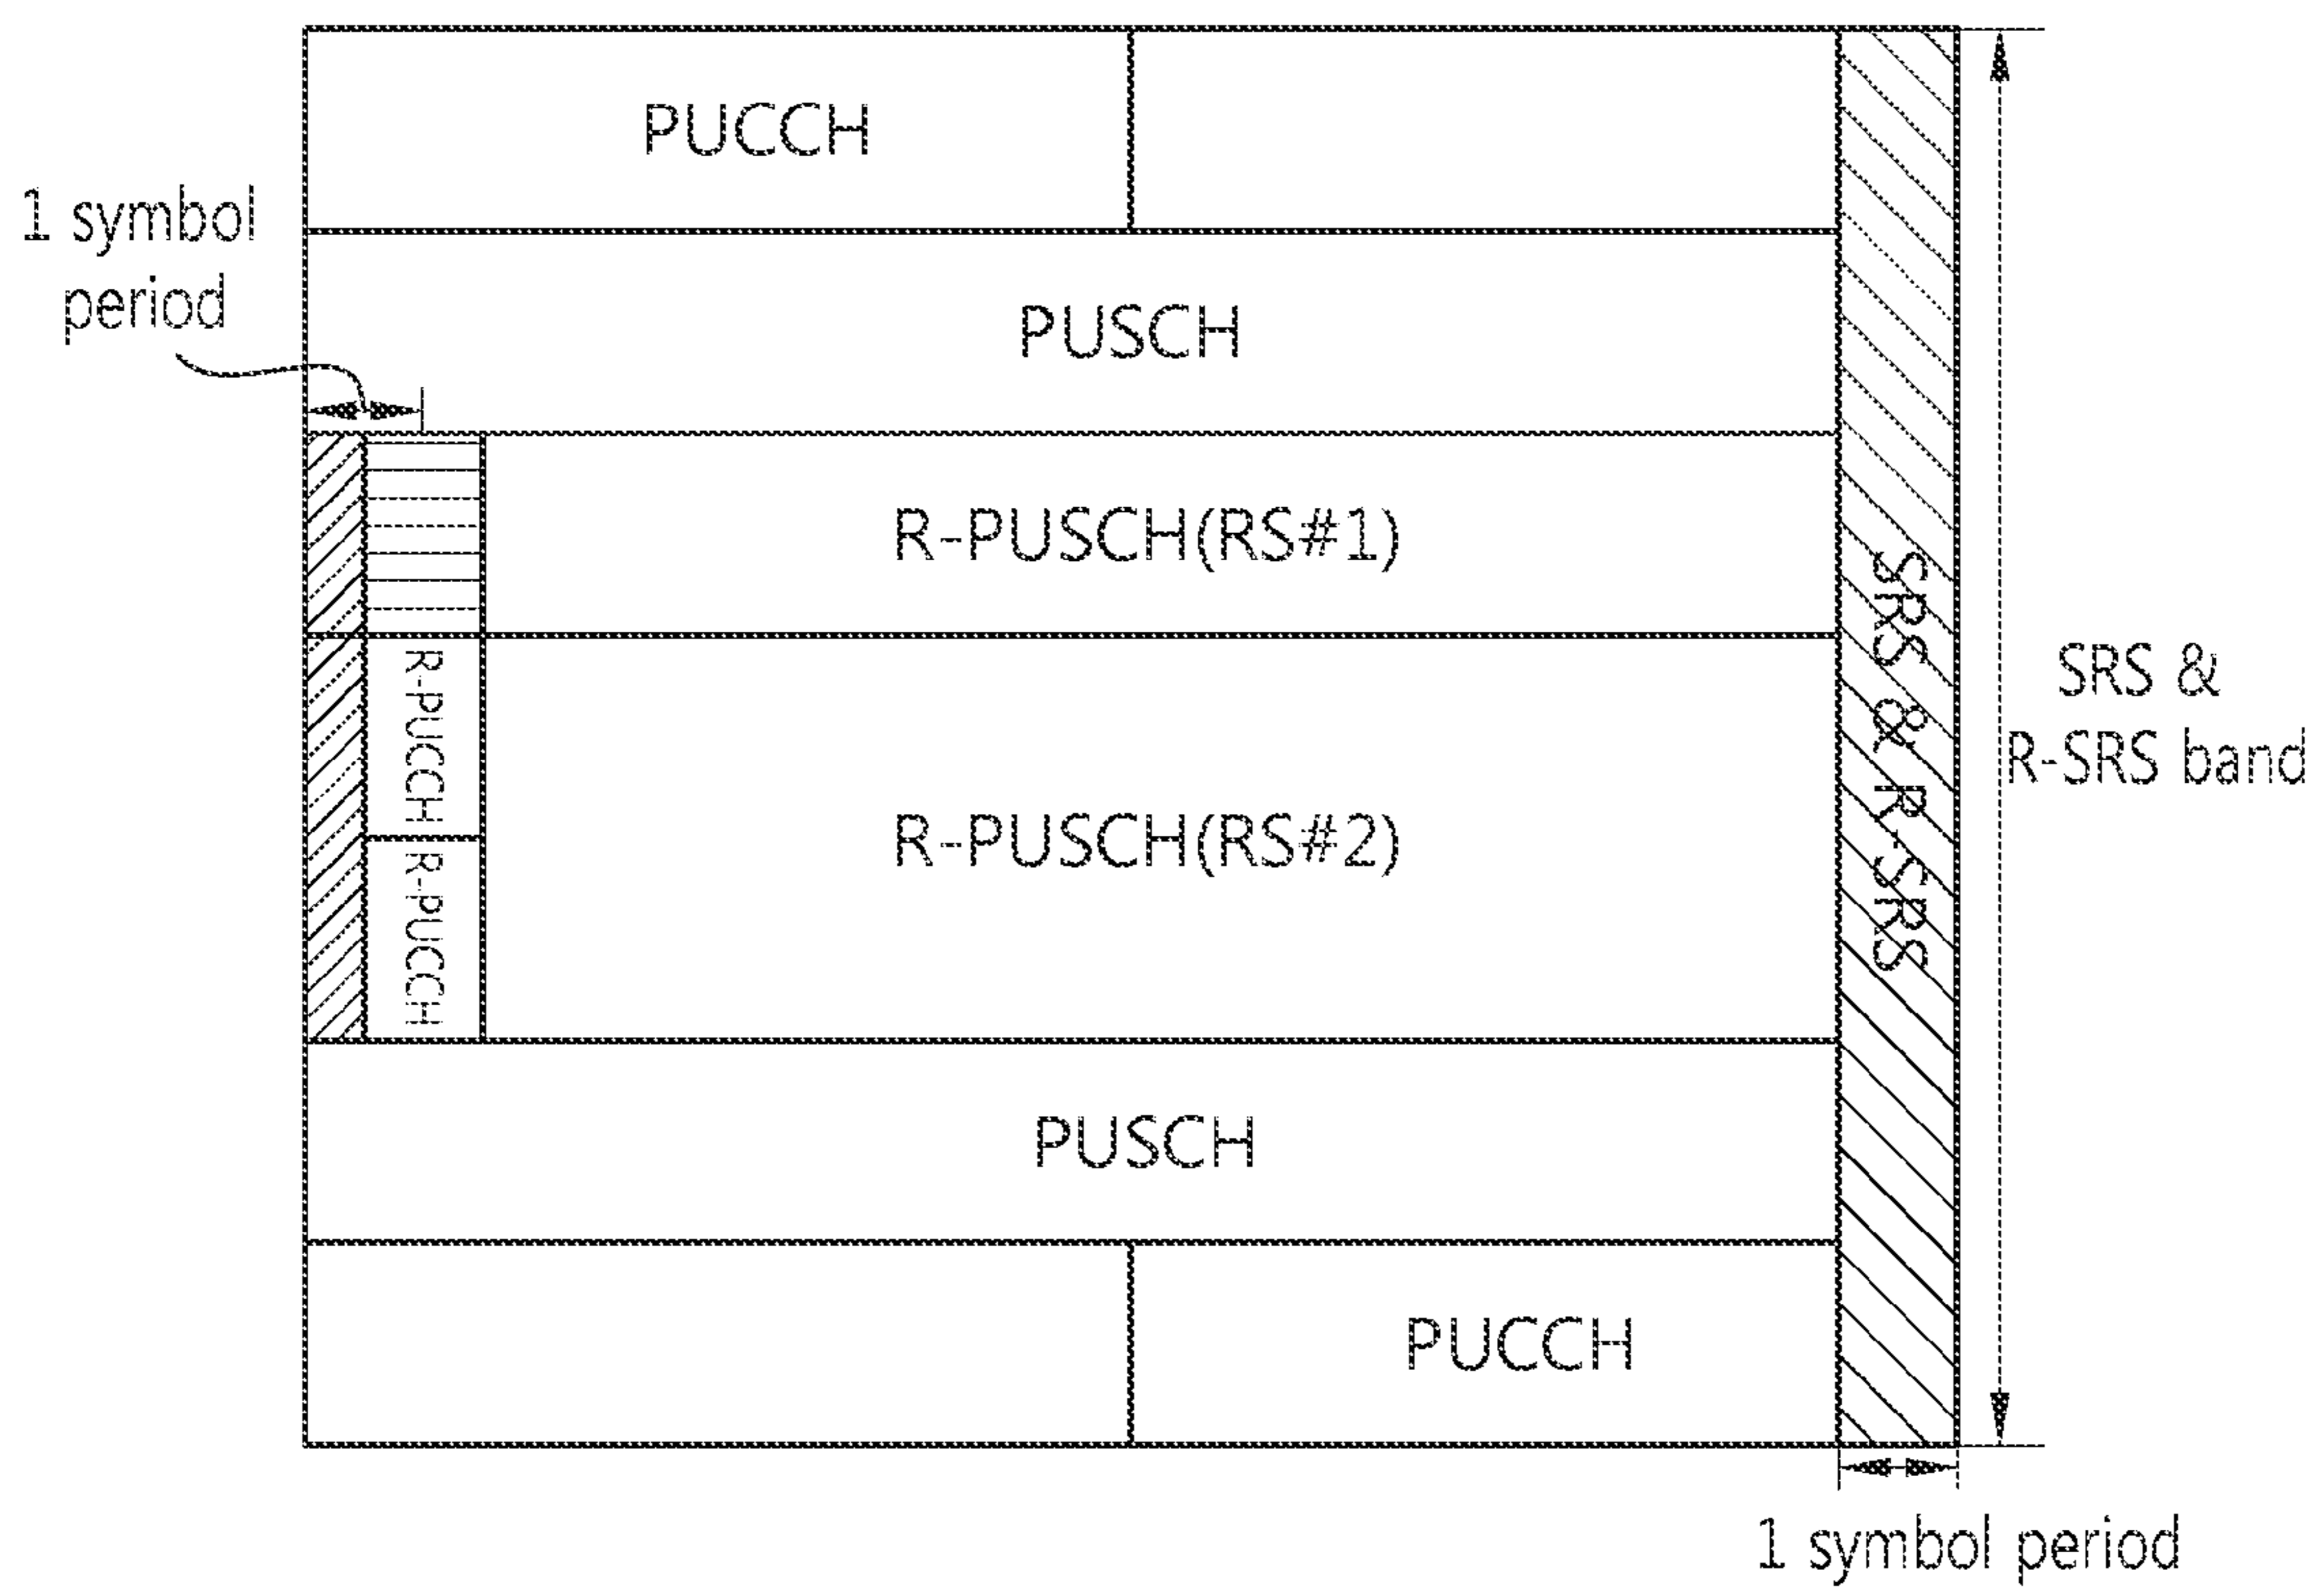 PUCCH
1 symbol
period
PUSCH
R-PUSCH(RS#1)
SRS & R-SRS
SRS &
R-SRS band
R-PUCCH
R-PUSCH(RS#2)
R-PUCCH
PUSCH
PUCCH
1 symbol period